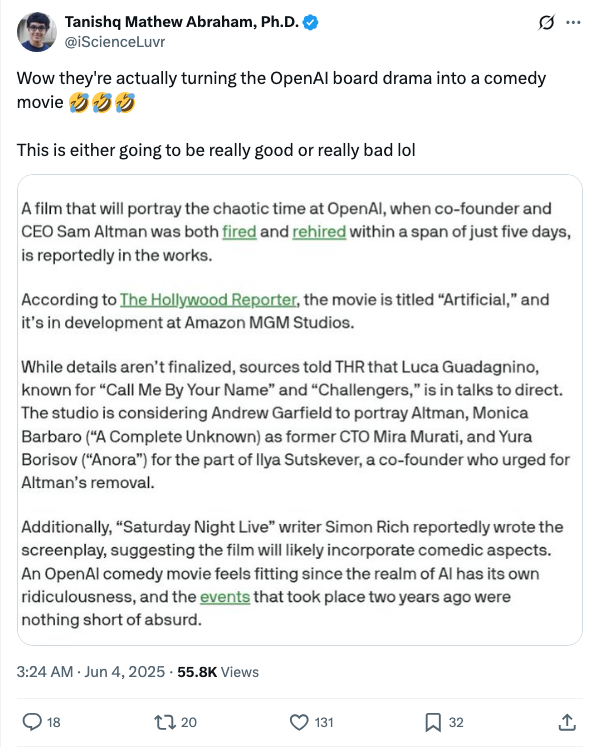 Tanishq Mathew Abraham, Ph.D.
@iScienceLuvr
Wow they're actually turning the OpenAI board drama into a comedy
movie 🤣🤣🤣
This is either going to be really good or really bad lol
A film that will portray the chaotic time at OpenAI, when co-founder and
CEO Sam Altman was both fired and rehired within a span of just five days,
is reportedly in the works.
According to The Hollywood Reporter, the movie is titled “Artificial,” and
it’s in development at Amazon MGM Studios.
While details aren’t finalized, sources told THR that Luca Guadagnino,
known for “Call Me By Your Name” and “Challengers,” is in talks to direct.
The studio is considering Andrew Garfield to portray Altman, Monica
Barbaro (“A Complete Unknown) as former CTO Mira Murati, and Yura
Borisov (“Anora”) for the part of Ilya Sutskever, a co-founder who urged for
Altman’s removal.
Additionally, “Saturday Night Live” writer Simon Rich reportedly wrote the
screenplay, suggesting the film will likely incorporate comedic aspects.
An OpenAI comedy movie feels fitting since the realm of AI has its own
ridiculousness, and the events that took place two years ago were
nothing short of absurd.
3:24 AM · Jun 4, 2025 · 55.8K Views
18 20 131 32